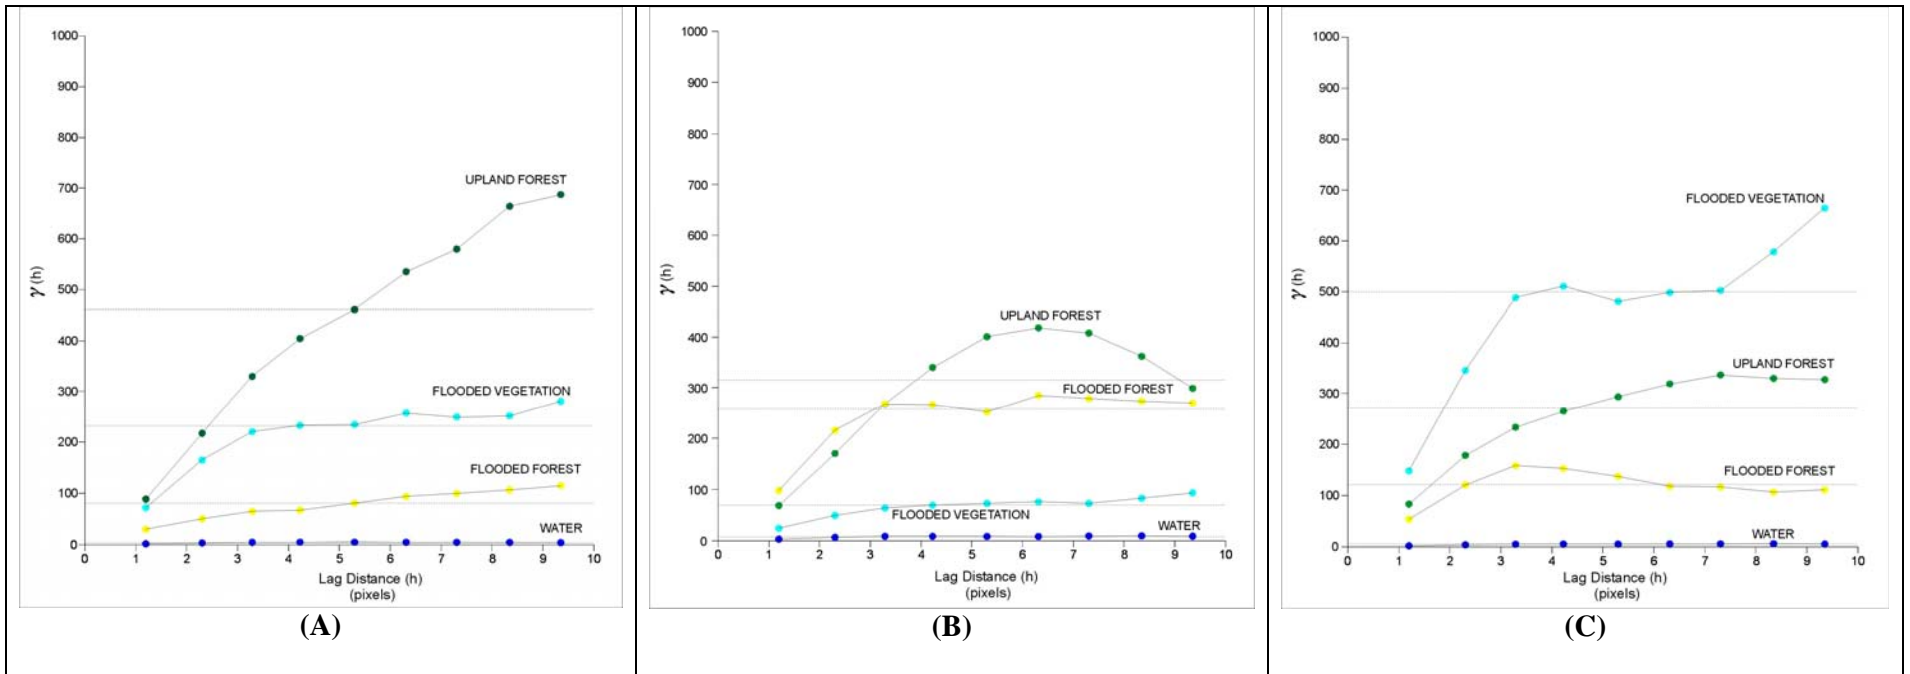 1000
900
800
700
600
500
400
300
200
100
0
γ (h)
UPLAND FOREST
FLOODED VEGETATION
FLOODED FOREST
WATER
0 1 2 3 4 5 6 7 8 9 10
Lag Distance (h)
(pixels)
(A)
1000
900
800
700
600
500
400
300
200
100
0
γ (h)
UPLAND FOREST
FLOODED FOREST
FLOODED VEGETATION
WATER
0 1 2 3 4 5 6 7 8 9 10
Lag Distance (h)
(pixels)
(B)
1000
900
800
700
600
500
400
300
200
100
0
γ (h)
FLOODED VEGETATION
UPLAND FOREST
FLOODED FOREST
WATER
0 1 2 3 4 5 6 7 8 9 10
Lag Distance (h)
(pixels)
(C)